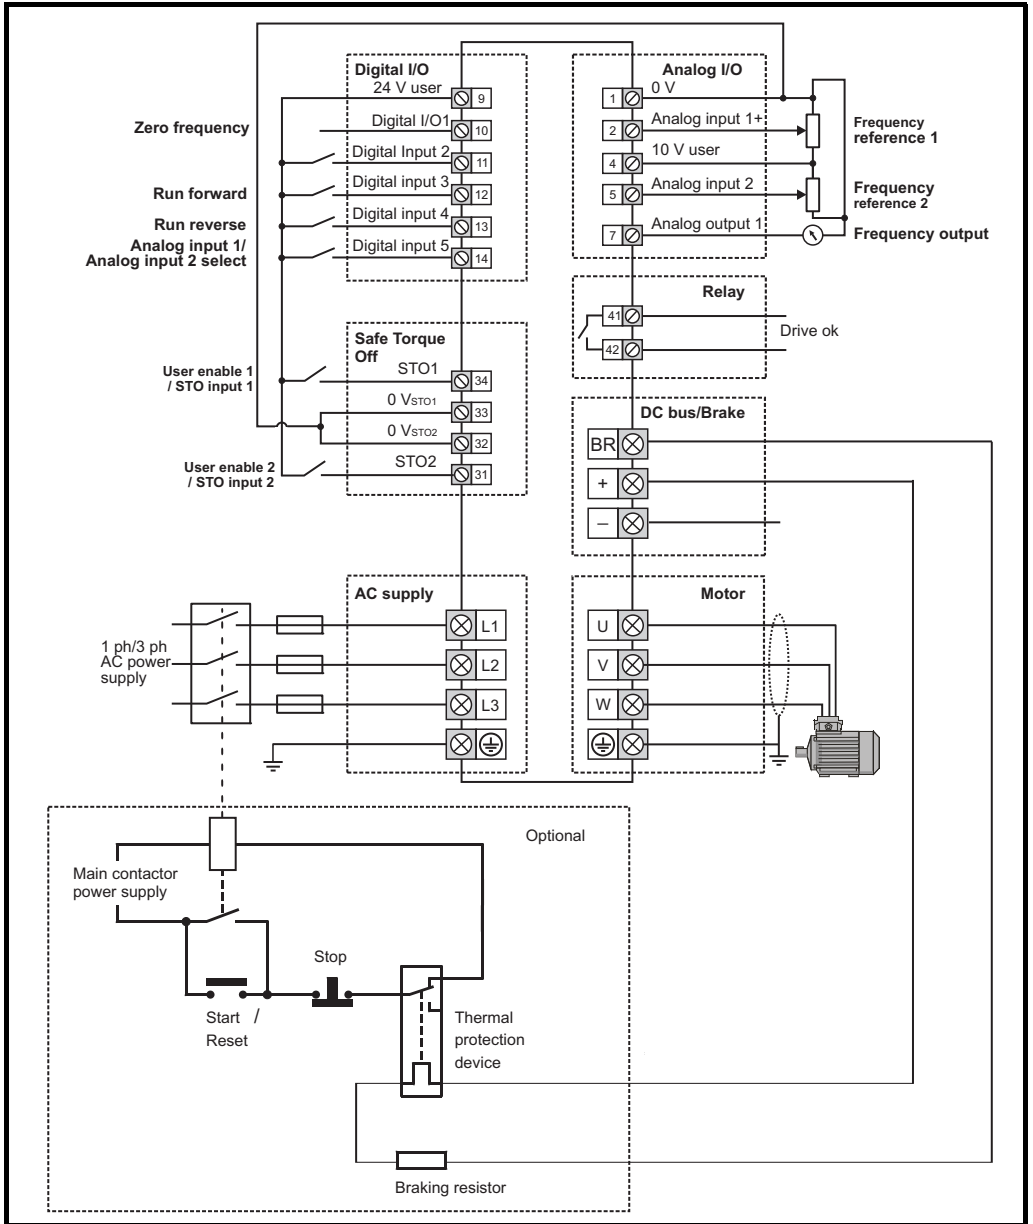 Digital I/O
24 V user
9
Zero frequency
Digital I/O1
10
Digital Input 2
11
Run forward
Digital input 3
12
Run reverse
Digital input 4
13
Analog input 1/
Analog input 2 select
Digital input 5
14
Analog I/O
0 V
1
Analog input 1+
2
Frequency
reference 1
10 V user
4
Analog input 2
5
Frequency
reference 2
Analog output 1
7
Frequency output
Relay
41
42
Drive ok
Safe Torque
Off
User enable 1
/ STO input 1
STO1
34
0 VSTO1
33
0 VSTO2
32
User enable 2
/ STO input 2
STO2
31
DC bus/Brake
BR
+
–
AC supply
1 ph/3 ph
AC power
supply
L1
L2
L3
Motor
U
V
W
Optional
Main contactor
power supply
Start /
Reset
Stop
Thermal
protection
device
Braking resistor